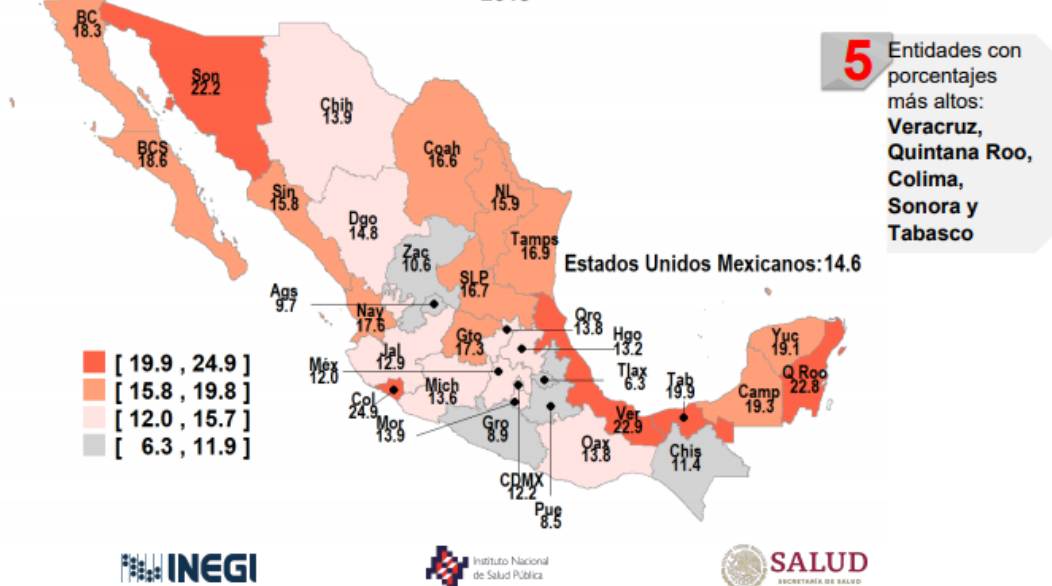 BC
18.3
Son
22.2
Chih
13.9
BCS
18.6
Coah
16.6
Sin
15.8
NL
15.9
Dgo
14.8
Zac
10.6
Tamps
16.9
SLP
16.7
Ags
9.7
Nay
17.6
Gto
17.3
Jal
12.9
Qro
13.8
Hgo
13.2
Méx
12.0
Mich
13.6
Tlax
6.3
Col
24.9
Mor
13.9
Gro
8.9
CDMX
12.2
Pue
8.5
Ver
22.9
Oax
13.8
Tab
19.9
Chis
11.4
Camp
19.3
Yuc
19.1
Q Roo
22.8
Estados Unidos Mexicanos:14.6
5
Entidades con
porcentajes
más altos:
Veracruz,
Quintana Roo,
Colima,
Sonora y
Tabasco
[ 19.9 , 24.9 ]
[ 15.8 , 19.8 ]
[ 12.0 , 15.7 ]
[ 6.3 , 11.9 ]
INEGI
Instituto Nacional
de Salud Pública
SALUD
SECRETARÍA DE SALUD